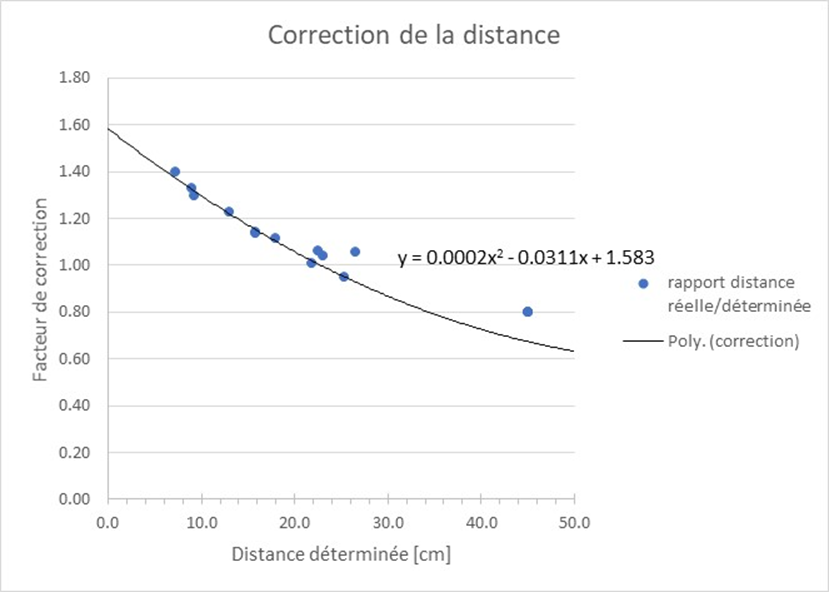 Correction de la distance
1.80
1.60
1.40
1.20
1.00
0.80
0.60
0.40
0.20
0.00
Facteur de correction
y = 0.0002x² - 0.0311x + 1.583
rapport distance
réelle/déterminée
Poly. (correction)
0.0 10.0 20.0 30.0 40.0 50.0
Distance déterminée [cm]